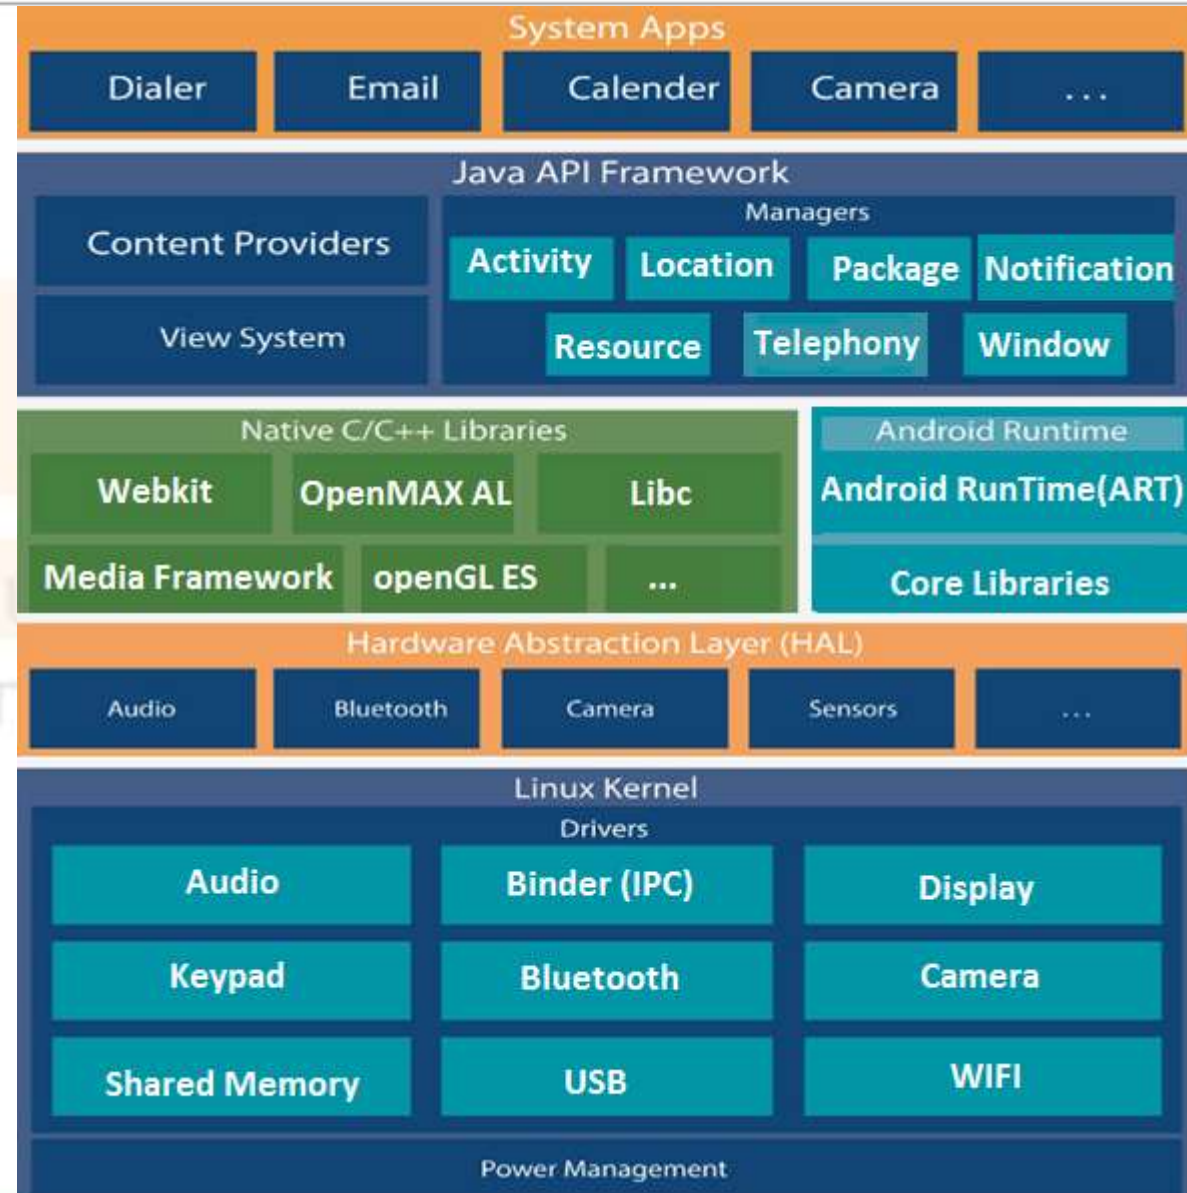 System Apps
Dialer Email Calender Camera ...
Java API Framework
Content Providers
View System
Managers
Activity Location Package Notification
Resource Telephony Window
Native C/C++ Libraries
Webkit OpenMAX AL Libc
Media Framework openGL ES ...
Android Runtime
Android RunTime(ART)
Core Libraries
Hardware Abstraction Layer (HAL)
Audio Bluetooth Camera Sensors ...
Linux Kernel
Drivers
Audio Binder (IPC) Display
Keypad Bluetooth Camera
Shared Memory USB WIFI
Power Management